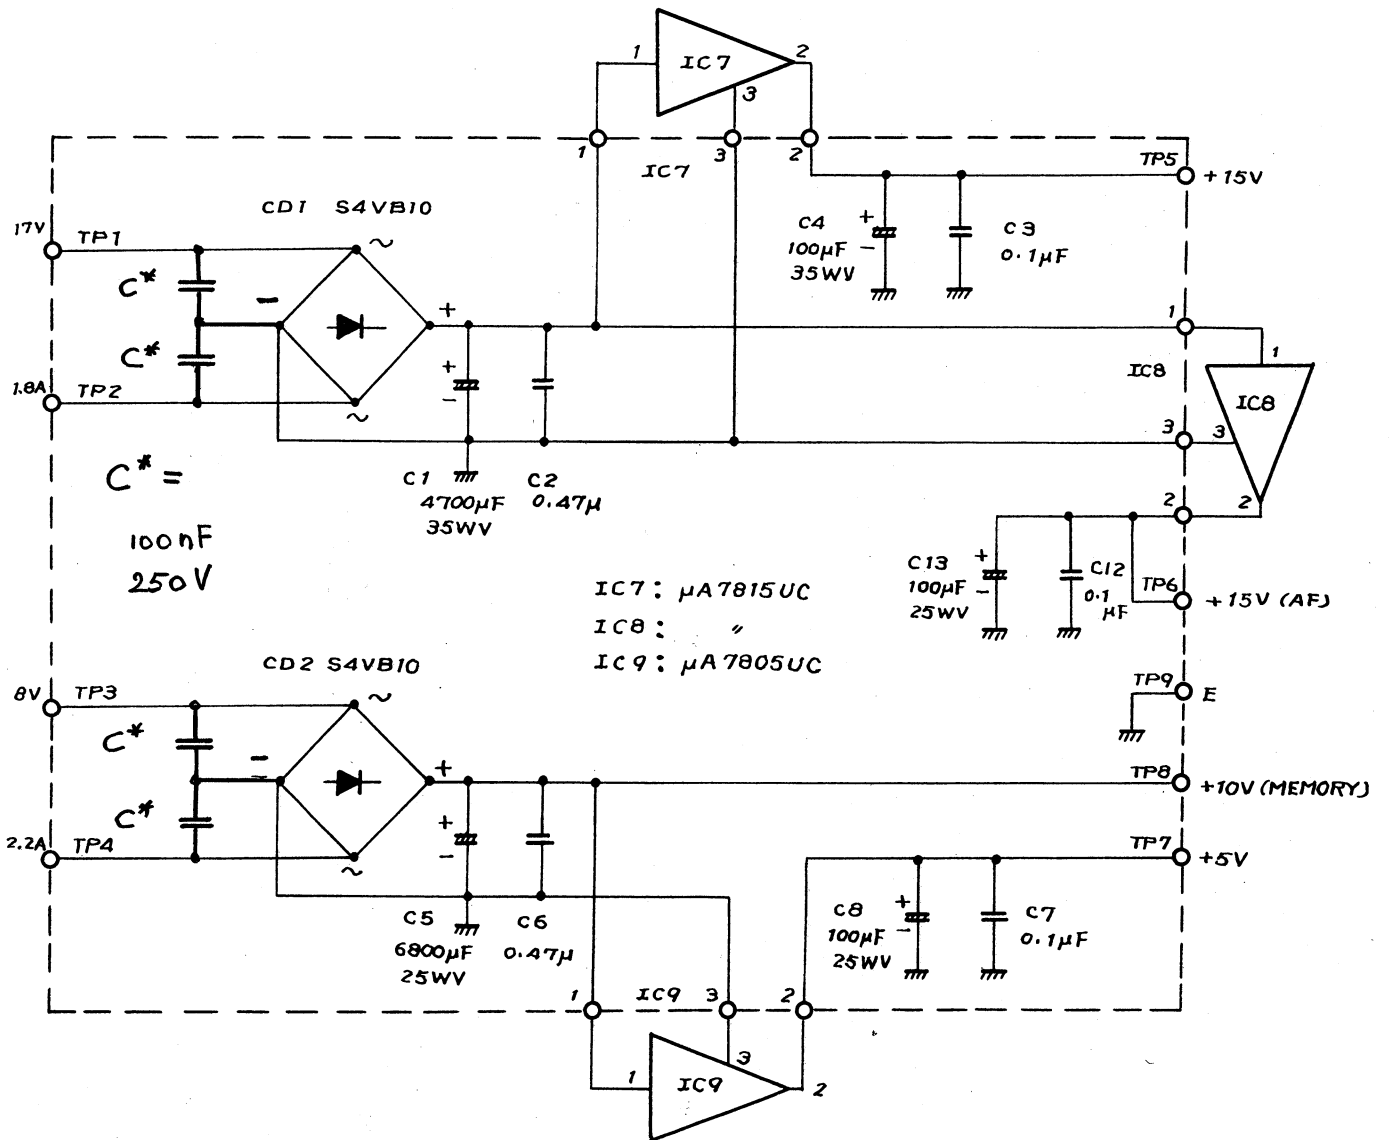 1
IC7
2
3
1
3
2
IC7
TP5
+15V
CD1 S4VB10
17V
TP1
~
C*
-
+
C4
100µF
35WV
+
-
C3
0.1µF
C*
+
-
1
1
IC8
IC8
1.8A
TP2
~
3
3
C* =
100nF
250V
C1
4700µF
35WV
C2
0.47µ
2
2
C13
100µF
25WV
+
-
C12
0.1
µF
TP6
+15V (AF)
IC7: µA7815UC
IC8: "
IC9: µA7805UC
CD2 S4VB10
8V
TP3
~
TP9
E
C*
-
~
+
TP8
+10V (MEMORY)
C*
+
-
2.2A
TP4
~
TP7
+5V
C5
6800µF
25WV
C6
0.47µ
C8
100µF
25WV
+
-
C7
0.1µF
1
IC9
3
2
1
IC9
3
2